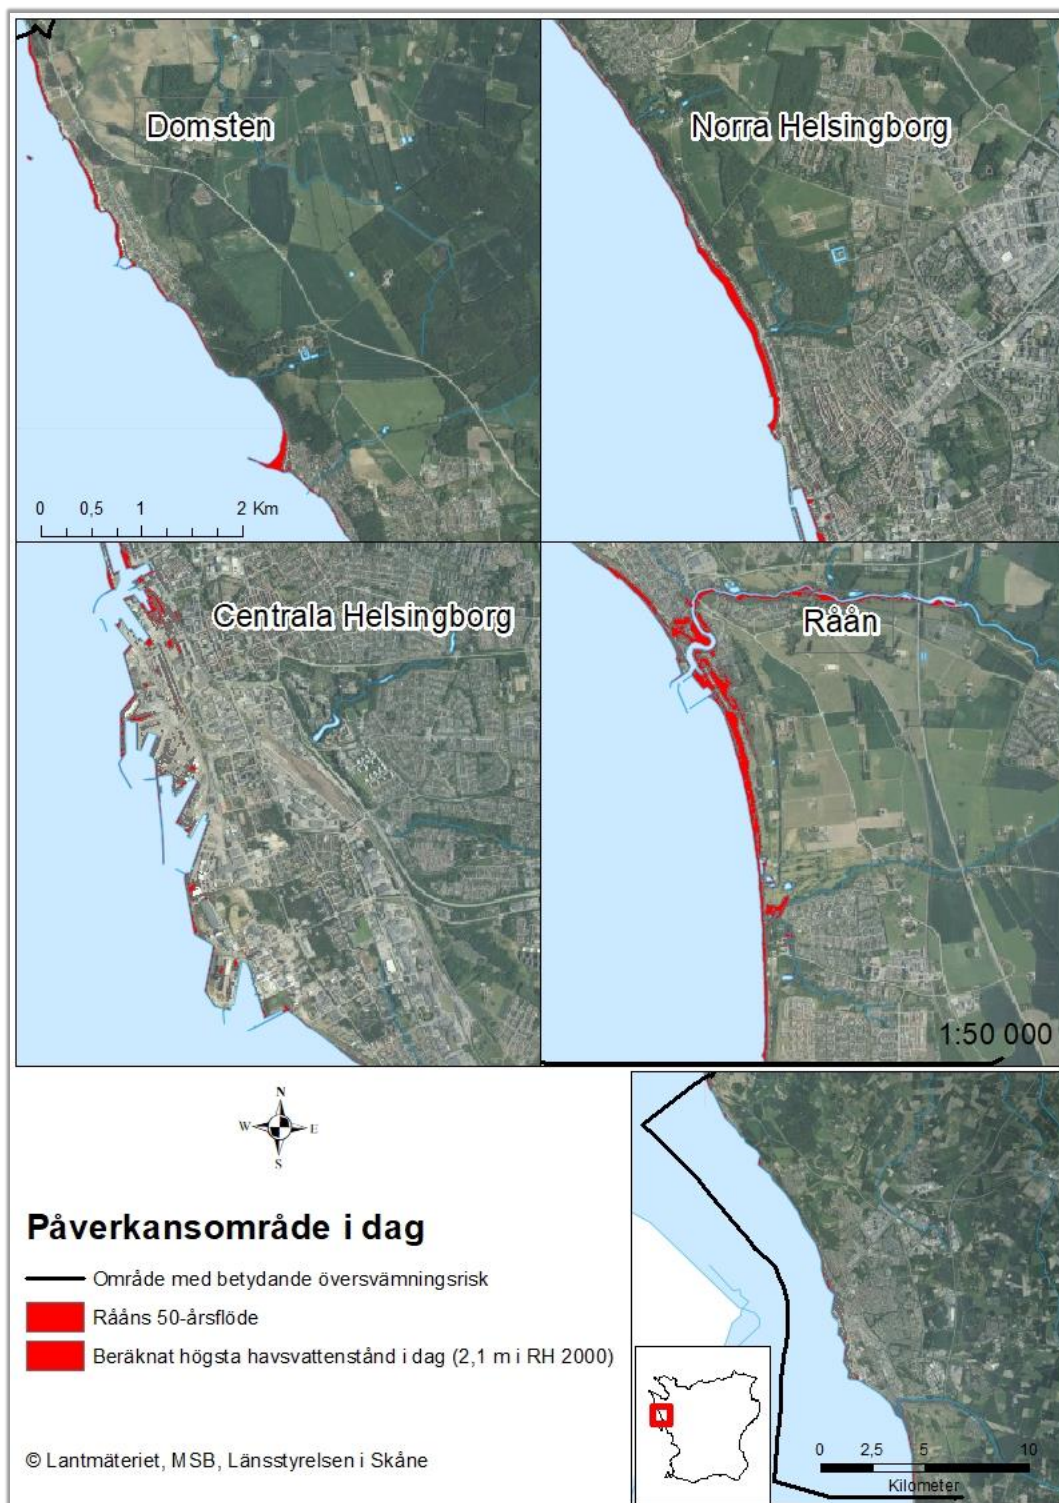 Domsten
Norra Helsingborg
0 0,5 1 2 Km
Centrala Helsingborg
Råån
1:50 000
N
W E
S
Påverkansområde i dag
Område med betydande översvämningsrisk
Rååns 50-årsflöde
Beräknat högsta havsvattenstånd i dag (2,1 m i RH 2000)
© Lantmäteriet, MSB, Länsstyrelsen i Skåne
0 2,5 5 10
Kilometer